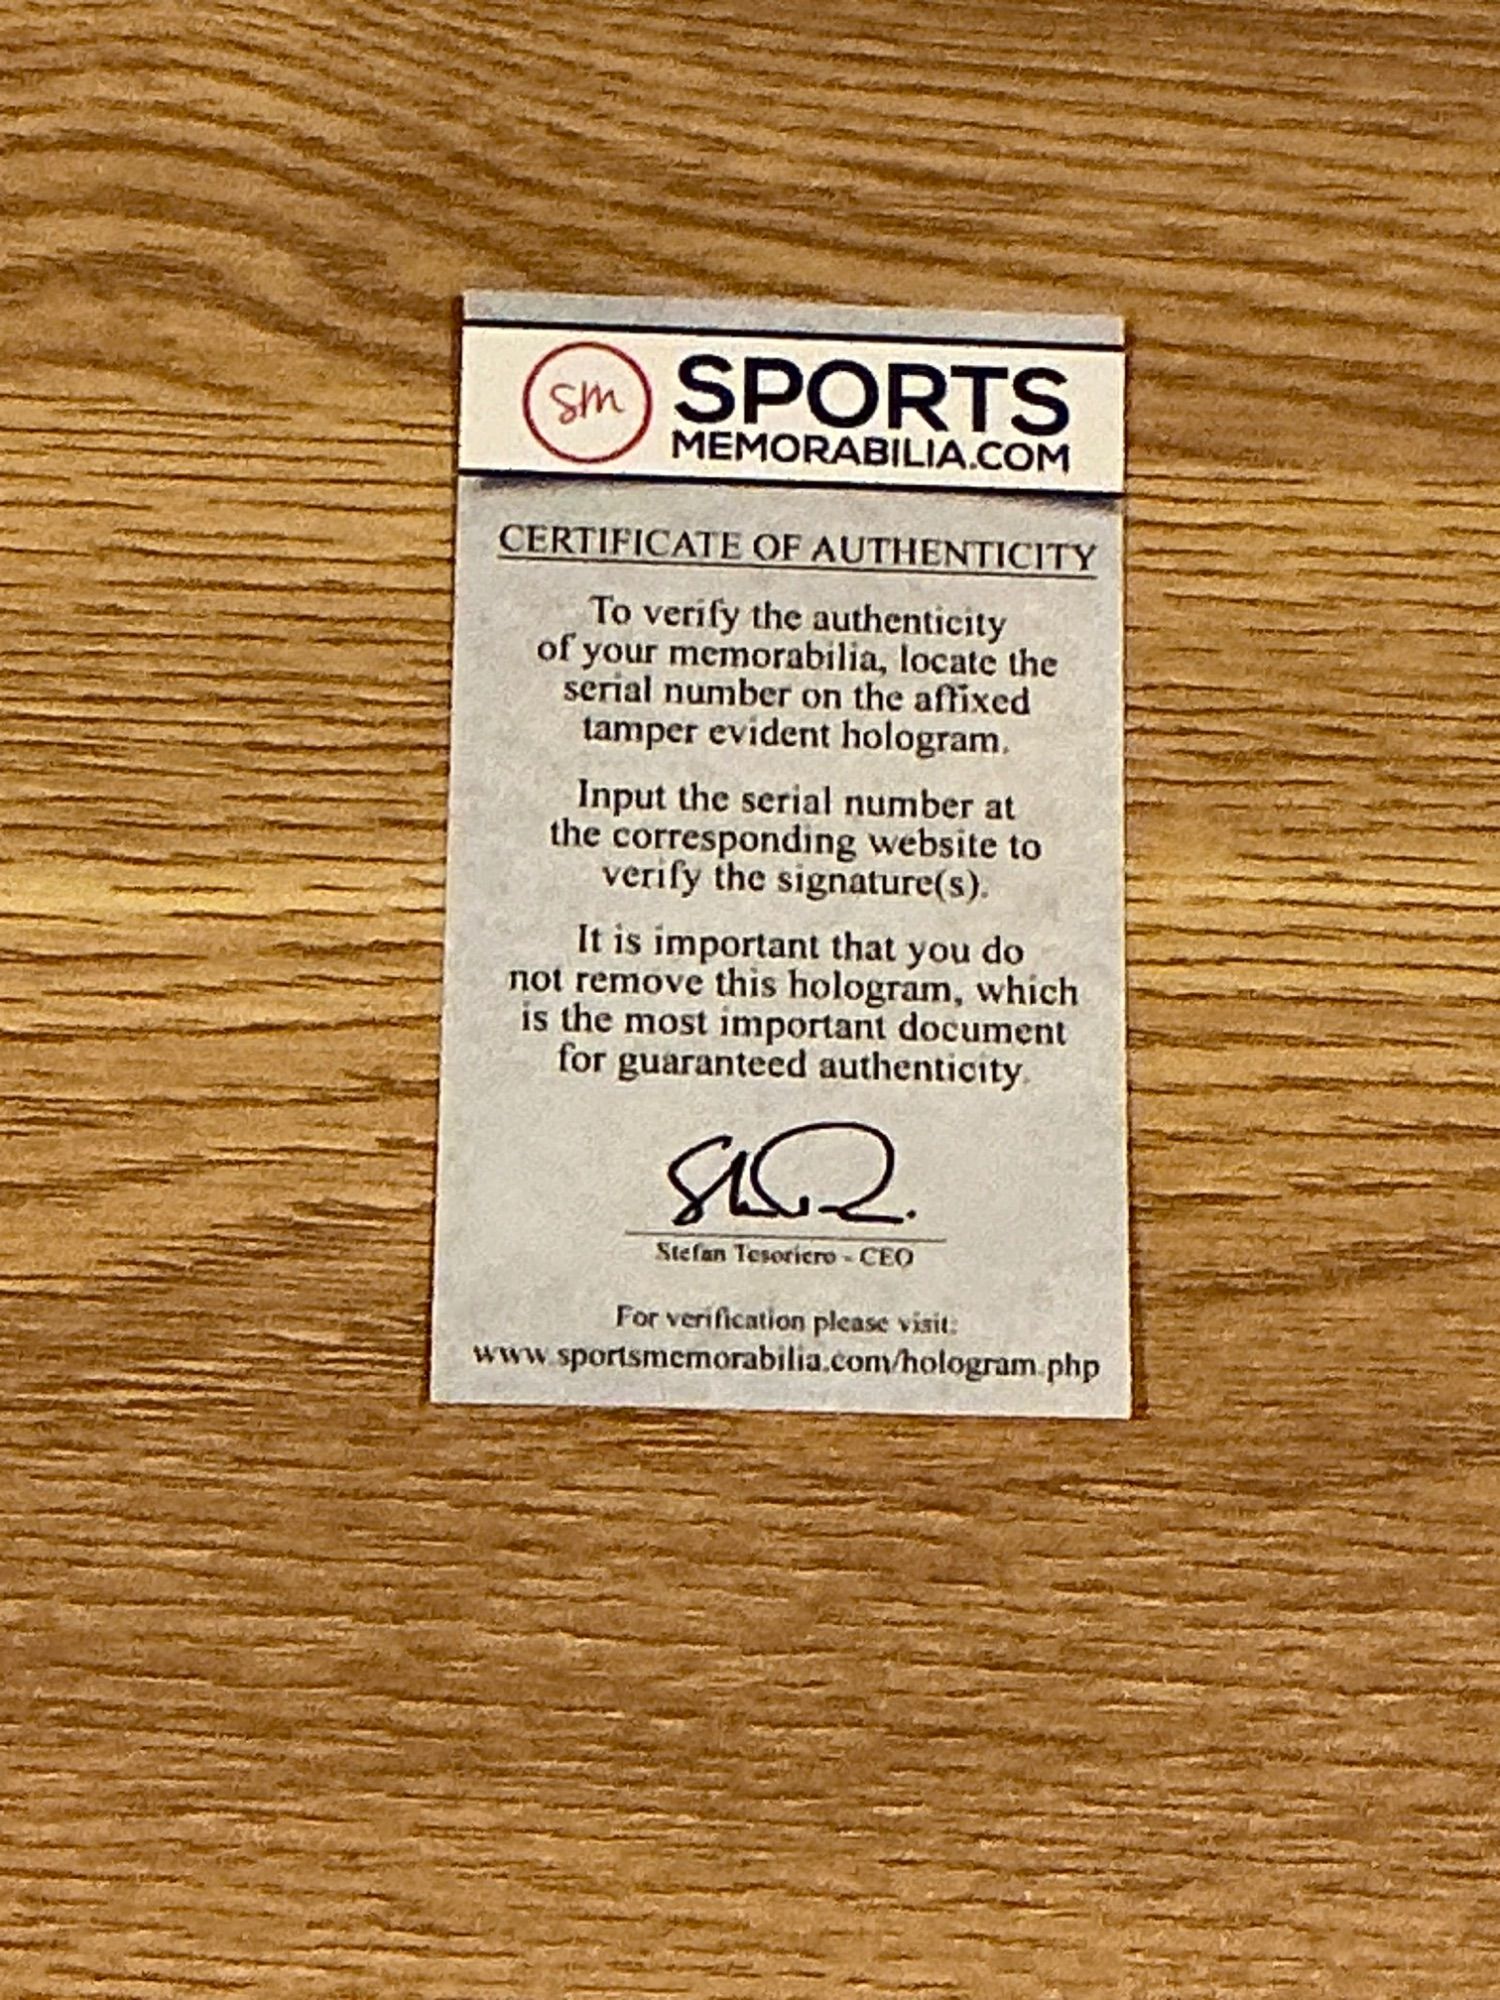 sm
SPORTS
MEMORABILIA.COM
CERTIFICATE OF AUTHENTICITY
To verify the authenticity
of your memorabilia, locate the
serial number on the affixed
tamper evident hologram.
Input the serial number at
the corresponding website to
verify the signature(s).
It is important that you do
not remove this hologram, which
is the most important document
for guaranteed authenticity.
Stefan Tesoriero - CEO
For verification please visit:
www.sportsmemorabilia.com/hologram.php